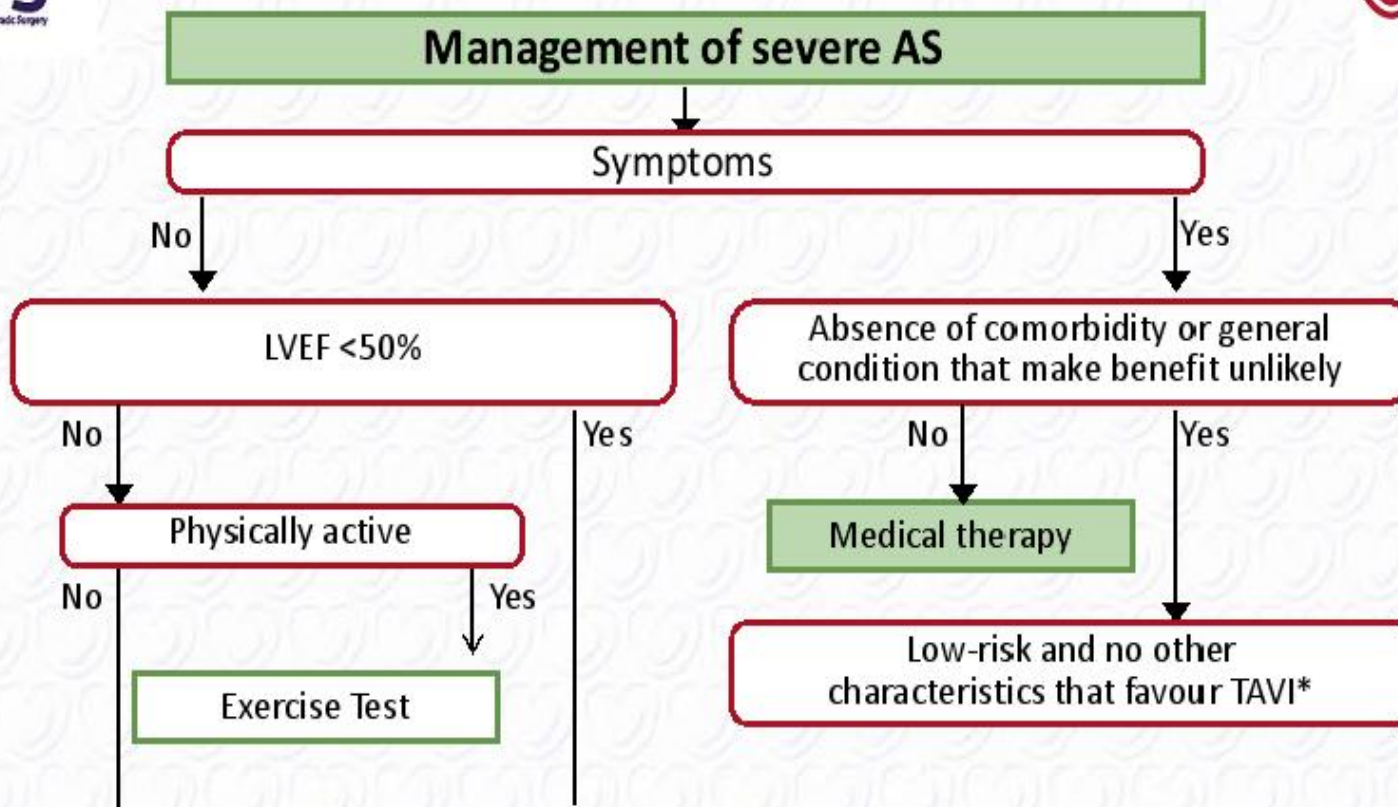 adic Surgery
Management of severe AS
Symptoms
No
Yes
LVEF <50%
Absence of comorbidity or general
condition that make benefit unlikely
No
Yes
No
Yes
Physically active
Medical therapy
No
Yes
Low-risk and no other
characteristics that favour TAVI*
Exercise Test